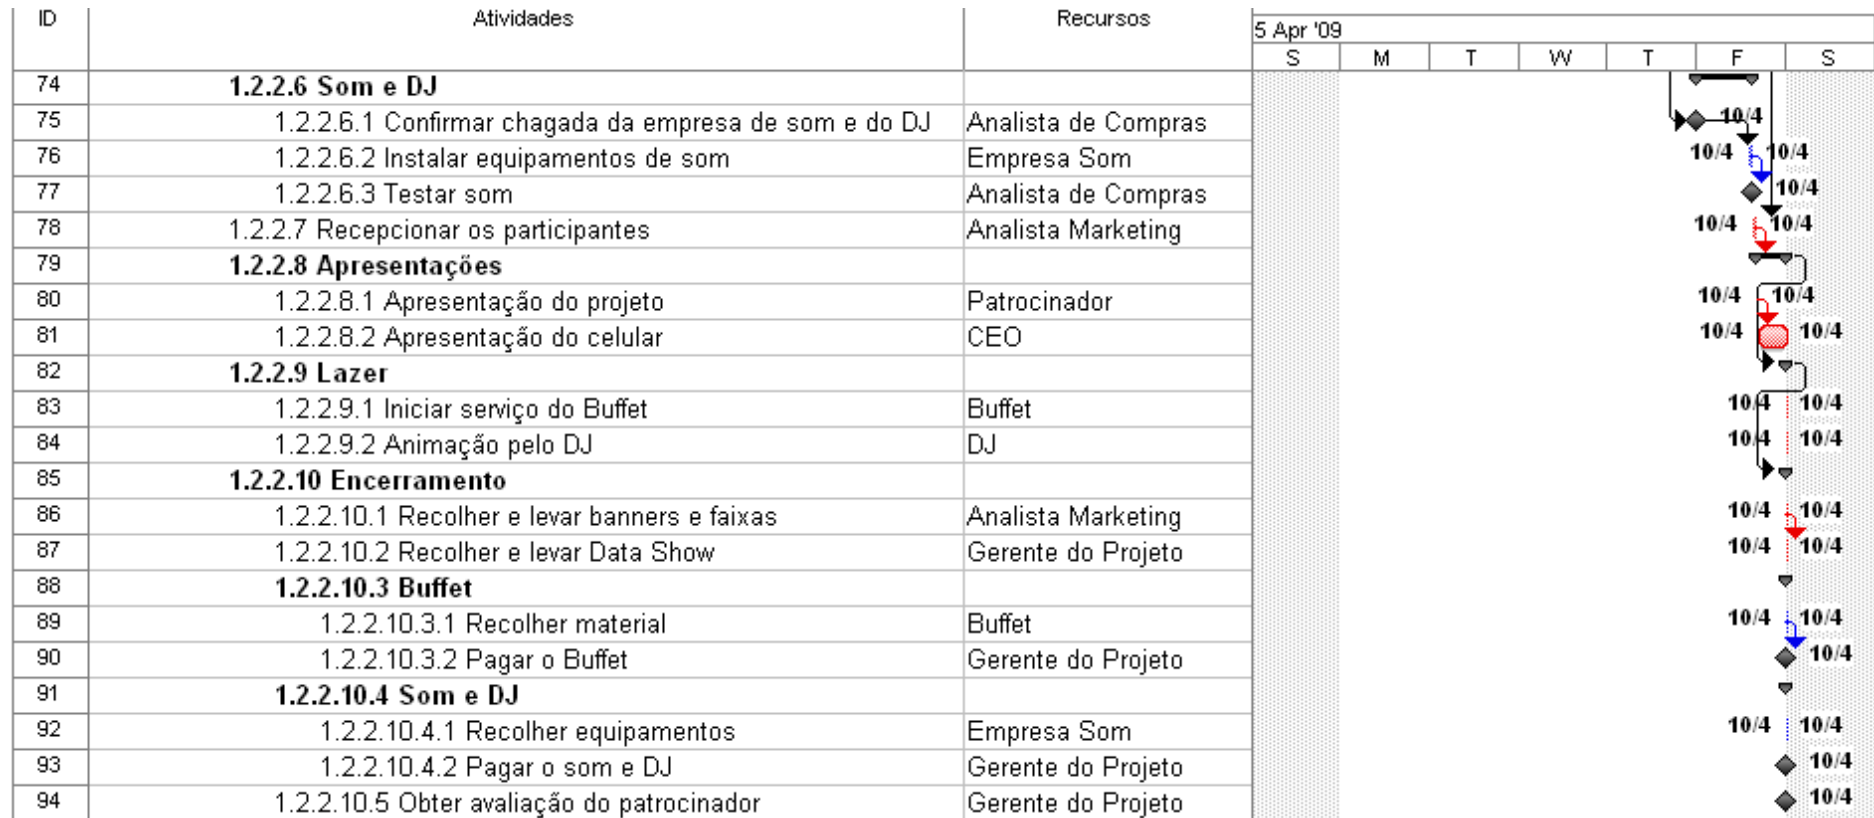 ID Atividades Recursos 5 Apr '09
S M T W T F S
74 1.2.2.6 Som e DJ
75 1.2.2.6.1 Confirmar chagada da empresa de som e do DJ Analista de Compras 10/4
76 1.2.2.6.2 Instalar equipamentos de som Empresa Som 10/4 10/4
77 1.2.2.6.3 Testar som Analista de Compras 10/4
78 1.2.2.7 Recepcionar os participantes Analista Marketing 10/4 10/4
79 1.2.2.8 Apresentações
80 1.2.2.8.1 Apresentação do projeto Patrocinador 10/4 10/4
81 1.2.2.8.2 Apresentação do celular CEO 10/4 10/4
82 1.2.2.9 Lazer
83 1.2.2.9.1 Iniciar serviço do Buffet Buffet 10/4 10/4
84 1.2.2.9.2 Animação pelo DJ DJ 10/4 10/4
85 1.2.2.10 Encerramento
86 1.2.2.10.1 Recolher e levar banners e faixas Analista Marketing 10/4 10/4
87 1.2.2.10.2 Recolher e levar Data Show Gerente do Projeto 10/4 10/4
88 1.2.2.10.3 Buffet
89 1.2.2.10.3.1 Recolher material Buffet 10/4 10/4
90 1.2.2.10.3.2 Pagar o Buffet Gerente do Projeto 10/4
91 1.2.2.10.4 Som e DJ
92 1.2.2.10.4.1 Recolher equipamentos Empresa Som 10/4 10/4
93 1.2.2.10.4.2 Pagar o som e DJ Gerente do Projeto 10/4
94 1.2.2.10.5 Obter avaliação do patrocinador Gerente do Projeto 10/4